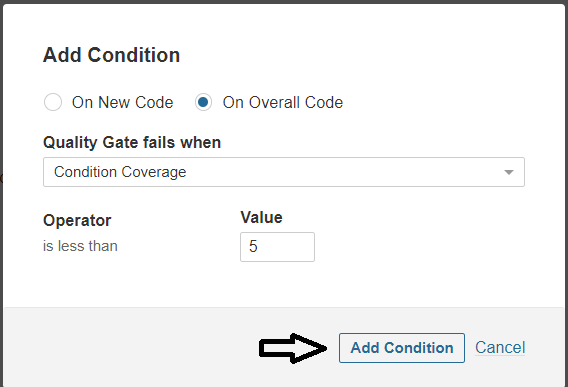 Add Condition
On New Code On Overall Code
Quality Gate fails when
Condition Coverage
Operator Value
is less than 5
Add Condition Cancel